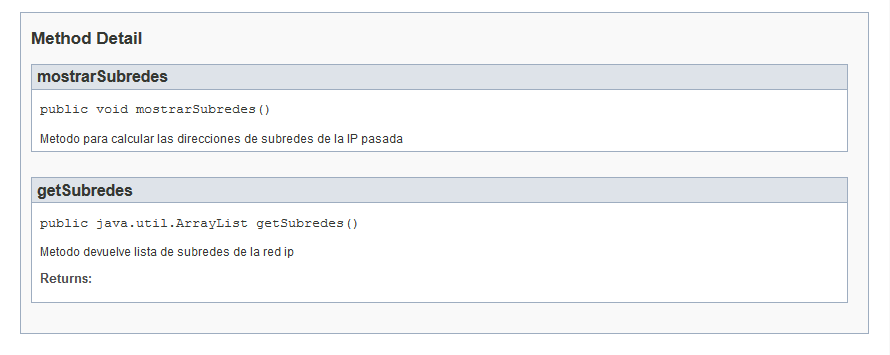 Method Detail
mostrarSubredes
public void mostrarSubredes()
Metodo para calcular las direcciones de subredes de la IP pasada
getSubredes
public java.util.ArrayList getSubredes()
Metodo devuelve lista de subredes de la red ip
Returns: